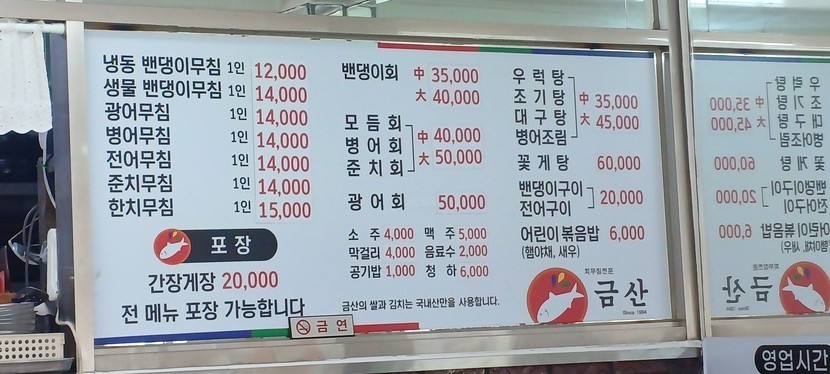 냉동 밴댕이무침 1인 12,000
생물 밴댕이무침 1인 14,000
광어무침 1인 14,000
병어무침 1인 14,000
전어무침 1인 14,000
준치무침 1인 14,000
한치무침 1인 15,000
포장
간장게장 20,000
전 메뉴 포장 가능합니다
밴댕이회 中 35,000
大 40,000
모듬회
병어회
준치회
中 40,000
大 50,000
광어회 50,000
소주 4,000 맥주 5,000
막걸리 4,000 음료수 2,000
공기밥 1,000 청하 6,000
금산의 쌀과 김치는 국내산만을 사용합니다.
우럭탕
조기탕
대구탕
병어조림
中 35,000
大 45,000
꽃게탕 60,000
밴댕이구이
전어구이
20,000
어린이 볶음밥 6,000
(햄야채, 새우)
회무침전문
금산
Since 1994
금연
영업시간